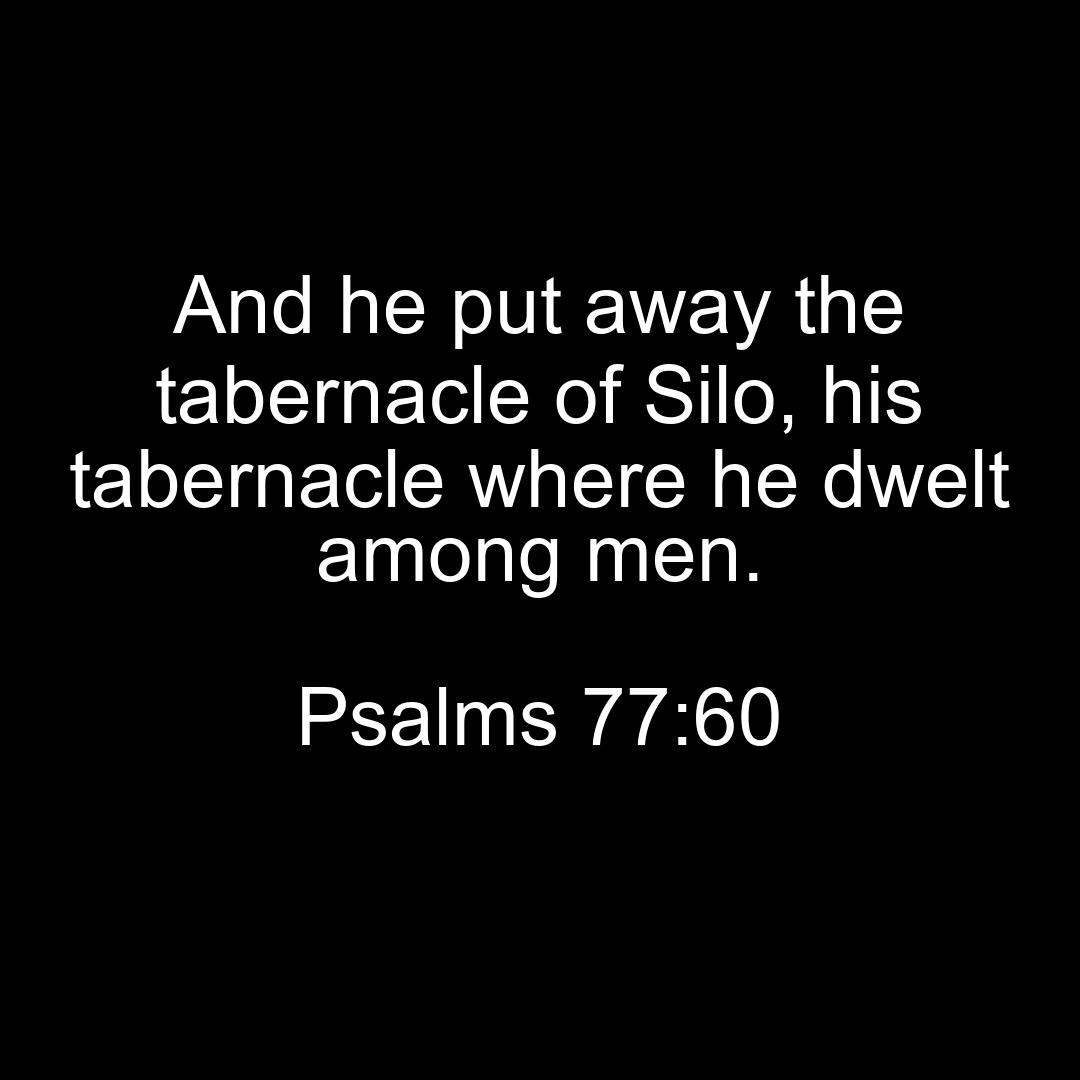 And he put away the
tabernacle of Silo, his
tabernacle where he dwelt
among men.
Psalms 77:60